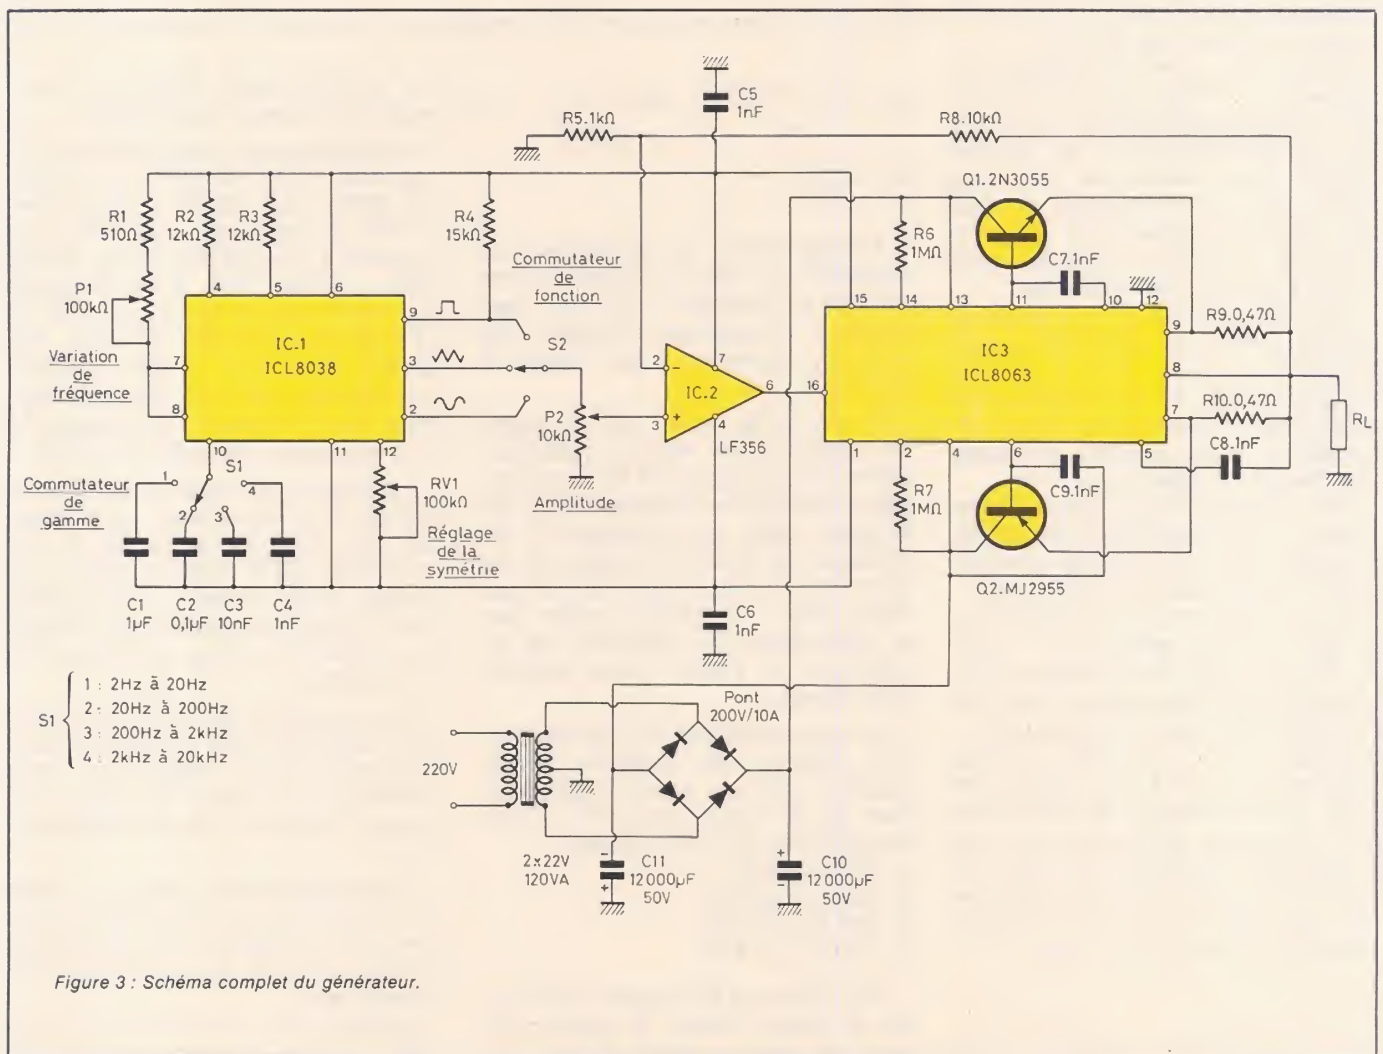 C5
1nF
R5.1kΩ
R8.10kΩ
Q1.2N3055
R1
510Ω
R2
12kΩ
R3
12kΩ
R4
15kΩ
R6
1MΩ
C7.1nF
Commutateur
de
fonction
P1
100kΩ
4
5
6
15
14
13
11
10
12
IC.1
ICL8038
9
3
2
S2
7
8
Variation
de
fréquence
IC.2
2
-
3
+
7
4
6
LF356
16
IC3
ICL8063
9
R9.0,47Ω
8
7
R10.0,47Ω
RL
P2
10kΩ
Amplitude
10
11
12
S1
1
2
3
4
Commutateur
de
gamme
RV1
100kΩ
Réglage
de la
symétrie
1
2
4
6
5
C8.1nF
R7
1MΩ
C9.1nF
Q2.MJ2955
C1
1µF
C2
0,1µF
C3
10nF
C4
1nF
C6
1nF
S1
1 : 2Hz à 20Hz
2 : 20Hz à 200Hz
3 : 200Hz à 2kHz
4 : 2kHz à 20kHz
Pont
200V/10A
220V
2x22V
120VA
-
+
C11
12000µF
50V
+
-
C10
12000µF
50V
Figure 3 : Schéma complet du générateur.